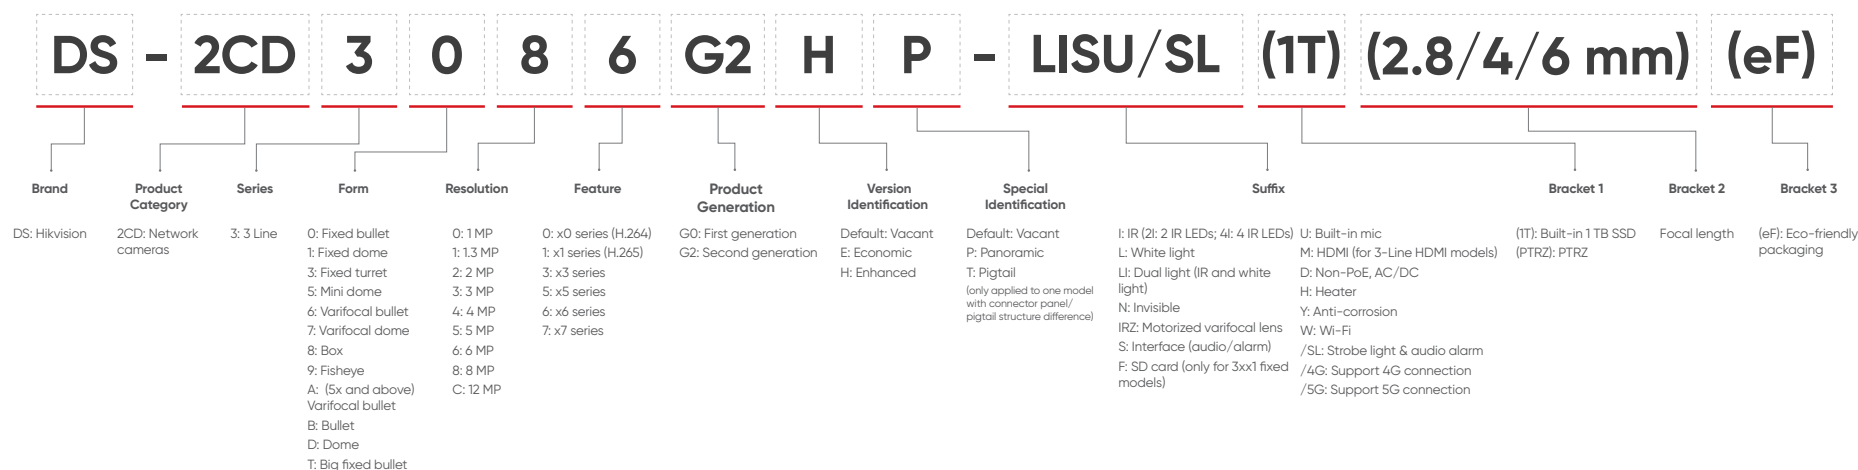 DS - 2CD 3 0 8 6 G2 H P - LISU/SL (1T) (2.8/4/6 mm) (eF)
Brand
DS: Hikvision
Product
Category
2CD: Network
cameras
Series
3: 3 Line
Form
0: Fixed bullet
1: Fixed dome
3: Fixed turret
5: Mini dome
6: Varifocal bullet
7: Varifocal dome
8: Box
9: Fisheye
A: (5x and above)
Varifocal bullet
B: Bullet
D: Dome
T: Big fixed bullet
Resolution
0: 1 MP
1: 1.3 MP
2: 2 MP
3: 3 MP
4: 4 MP
5: 5 MP
6: 6 MP
8: 8 MP
C: 12 MP
Feature
0: x0 series (H.264)
1: x1 series (H.265)
3: x3 series
5: x5 series
6: x6 series
7: x7 series
Product
Generation
G0: First generation
G2: Second generation
Version
Identification
Default: Vacant
E: Economic
H: Enhanced
Special
Identification
Default: Vacant
P: Panoramic
T: Pigtail
(only applied to one model
with connector panel/
pigtail structure difference)
Suffix
I: IR (2I: 2 IR LEDs; 4I: 4 IR LEDs)
L: White light
LI: Dual light (IR and white
light)
N: Invisible
IRZ: Motorized varifocal lens
S: Interface (audio/alarm)
F: SD card (only for 3xx1 fixed
models)
U: Built-in mic
M: HDMI (for 3-Line HDMI models)
D: Non-PoE, AC/DC
H: Heater
Y: Anti-corrosion
W: Wi-Fi
/SL: Strobe light & audio alarm
/4G: Support 4G connection
/5G: Support 5G connection
Bracket 1
(1T): Built-in 1 TB SSD
(PTRZ): PTRZ
Bracket 2
Focal length
Bracket 3
(eF): Eco-friendly
packaging